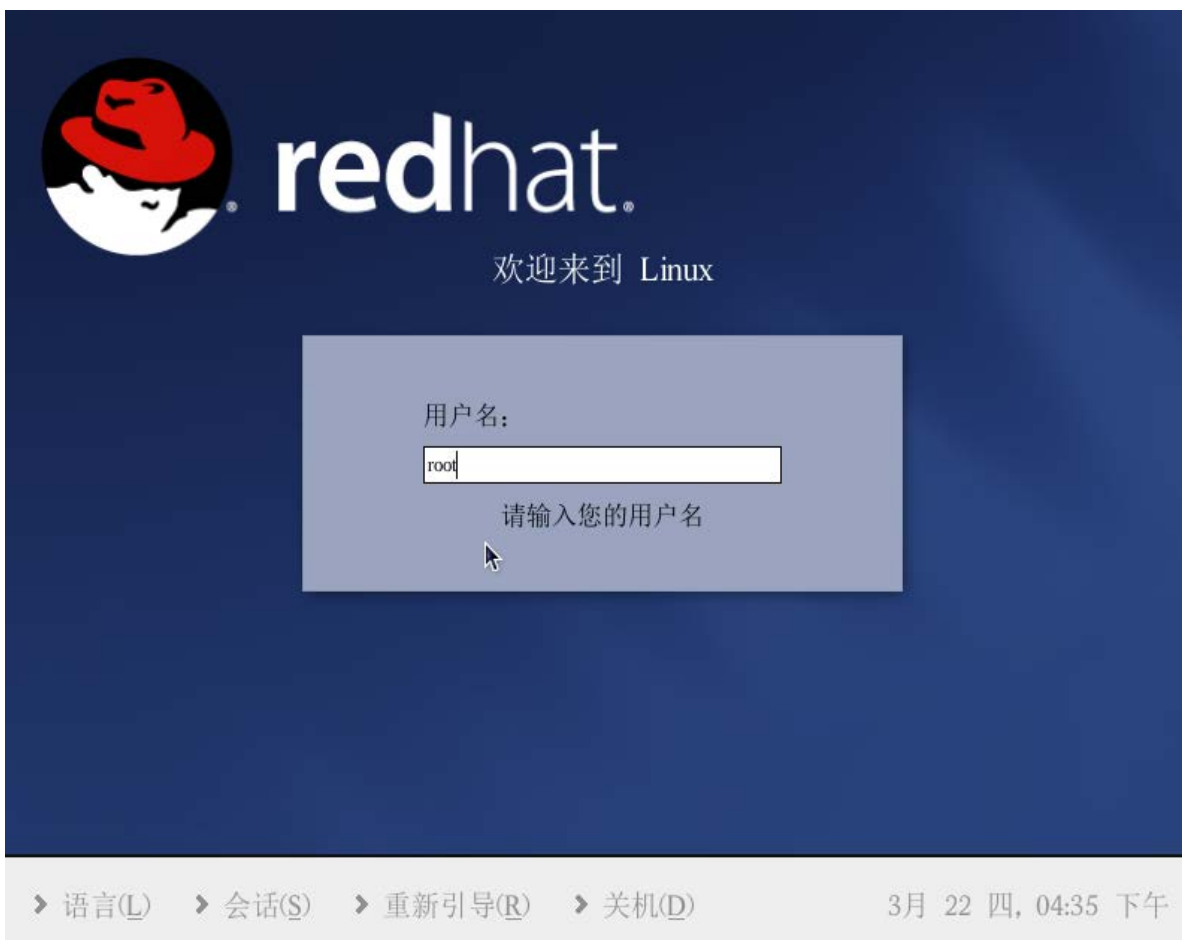 redhat.
欢迎来到 Linux
用户名:
root
请输入您的用户名
语言(L) 会话(S) 重新引导(R) 关机(D) 3月 22 四, 04:35 下午